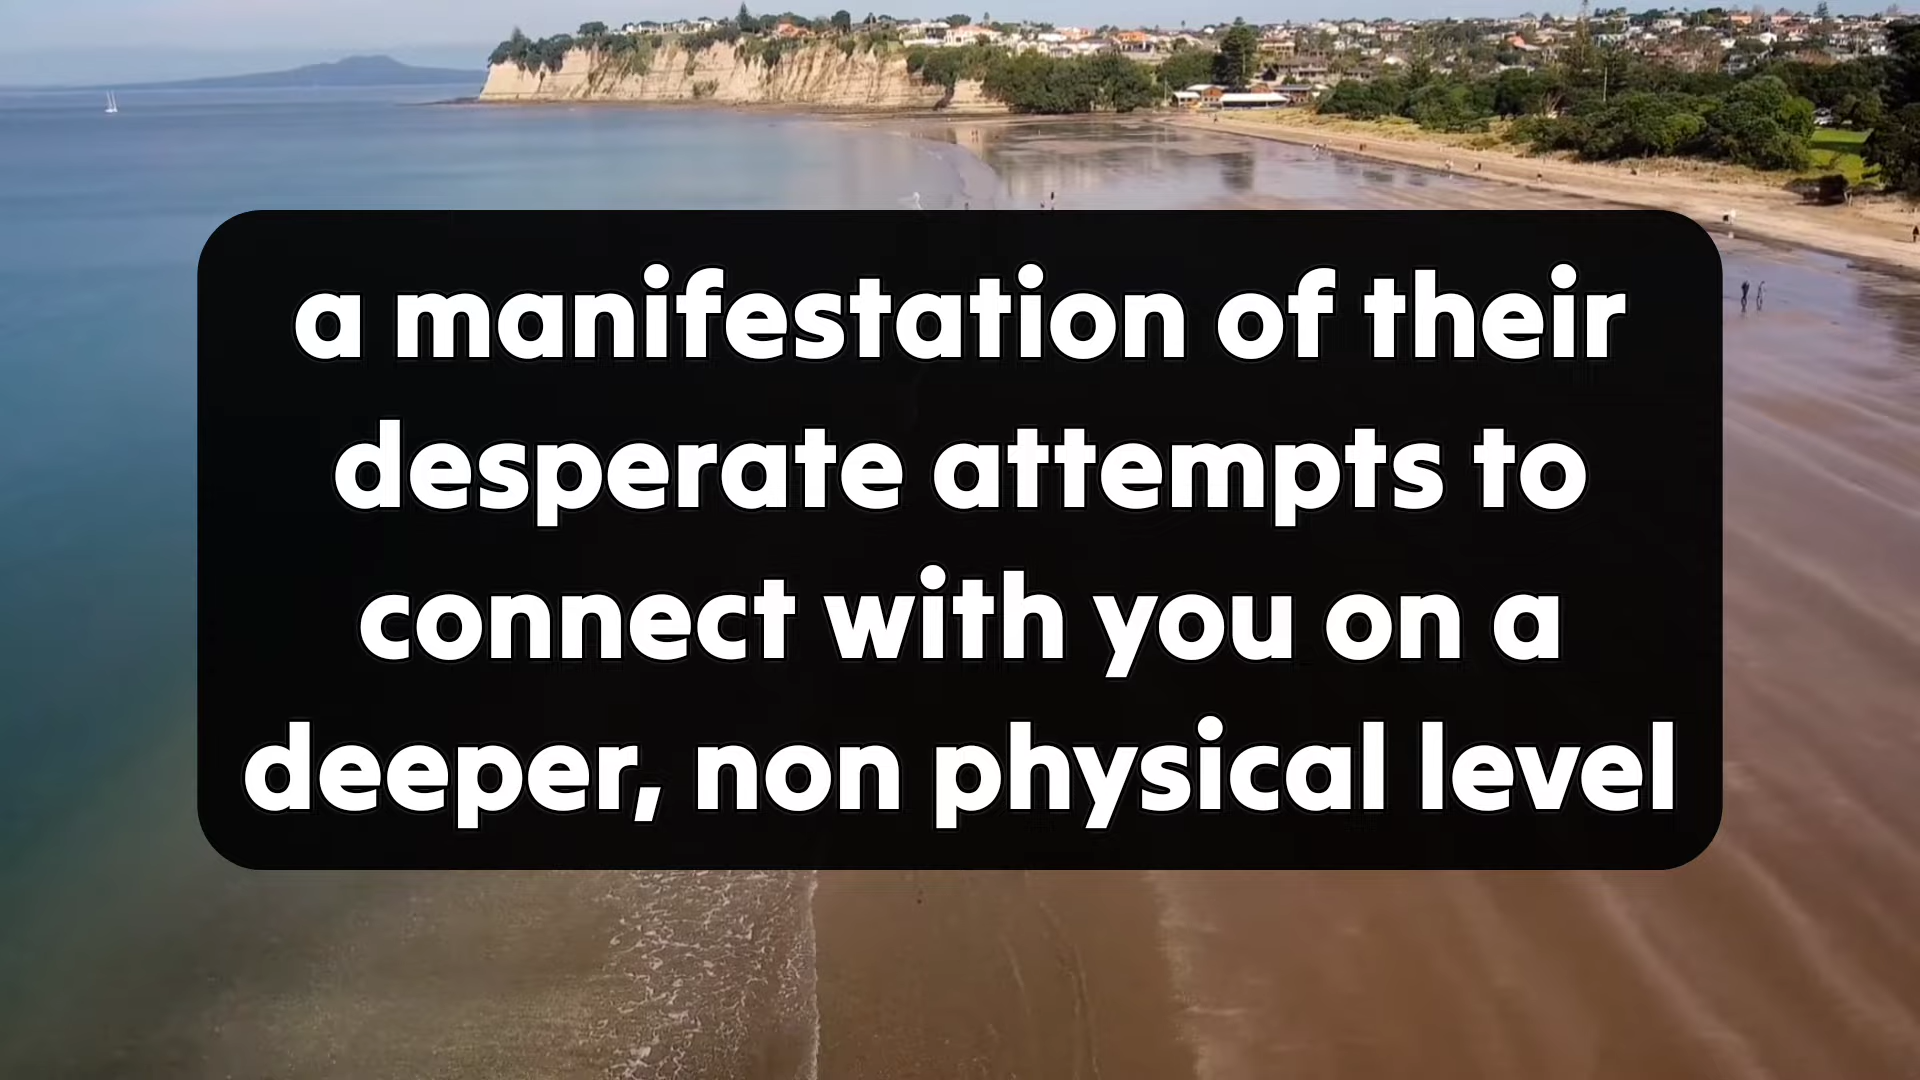 a manifestation of their
desperate attempts to
connect with you on a
deeper, non physical level